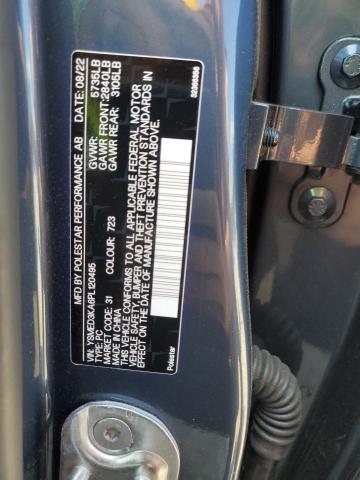 MFD BY POLESTAR PERFORMANCE AB DATE: 08/22
GVWR: 5735LB
GAWR FRONT:2840LB
GAWR REAR: 3105LB
VIN: YSMED3KA6PL120495
TYPE: PC
MARKET CODE: 31 COLOUR: 723
MADE IN CHINA
THIS VEHICLE CONFORMS TO ALL APPLICABLE FEDERAL MOTOR
VEHICLE SAFETY, BUMPER AND THEFT PREVENTION STANDARDS IN
EFFECT ON THE DATE OF MANUFACTURE SHOWN ABOVE.
Polestar